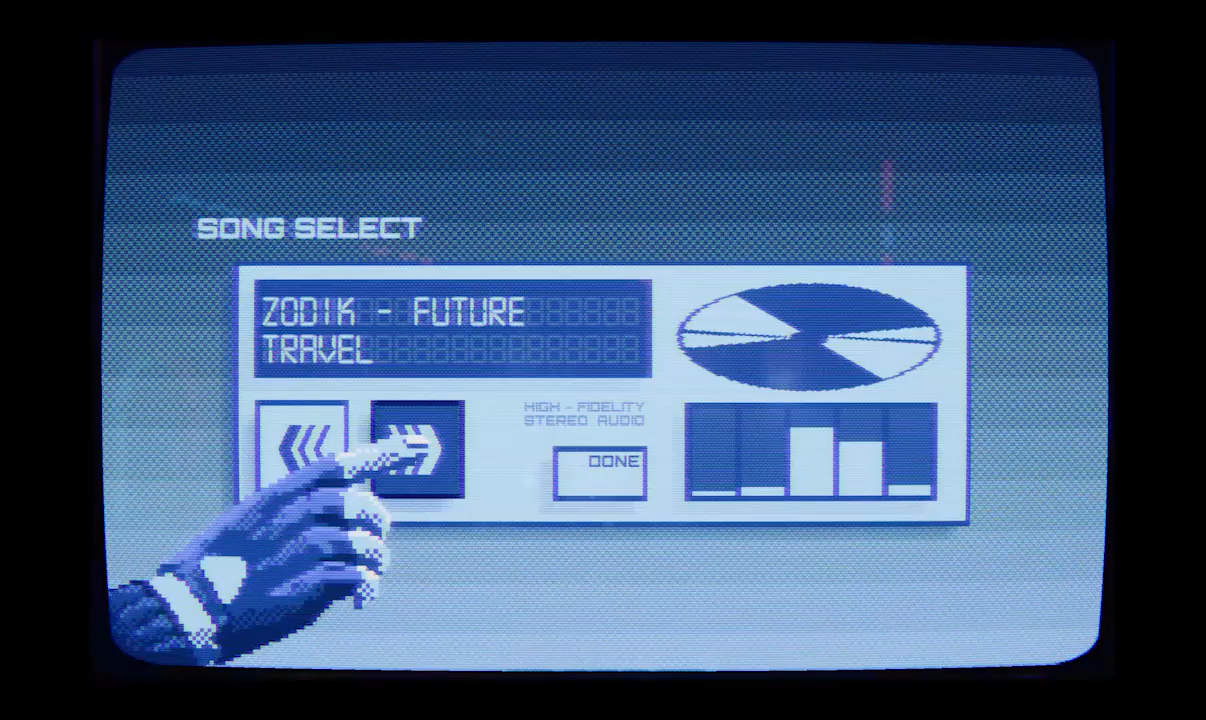 SONG SELECT
ZODIK - FUTURE
TRAVEL
HIGH - FIDELITY
STEREO AUDIO
DONE